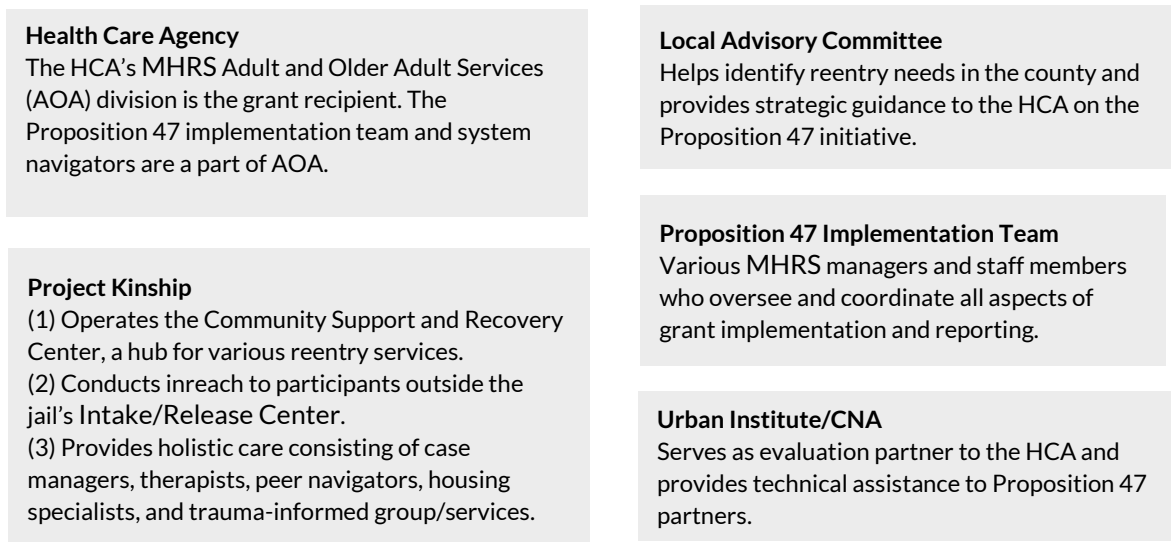 Health Care Agency
The HCA's MHRS Adult and Older Adult Services
(AOA) division is the grant recipient. The
Proposition 47 implementation team and system
navigators are a part of AOA.
Project Kinship
(1) Operates the Community Support and Recovery
Center, a hub for various reentry services.
(2) Conducts inreach to participants outside the
jail's Intake/Release Center.
(3) Provides holistic care consisting of case
managers, therapists, peer navigators, housing
specialists, and trauma-informed group/services.
Local Advisory Committee
Helps identify reentry needs in the county and
provides strategic guidance to the HCA on the
Proposition 47 initiative.
Proposition 47 Implementation Team
Various MHRS managers and staff members
who oversee and coordinate all aspects of
grant implementation and reporting.
Urban Institute/CNA
Serves as evaluation partner to the HCA and
provides technical assistance to Proposition 47
partners.